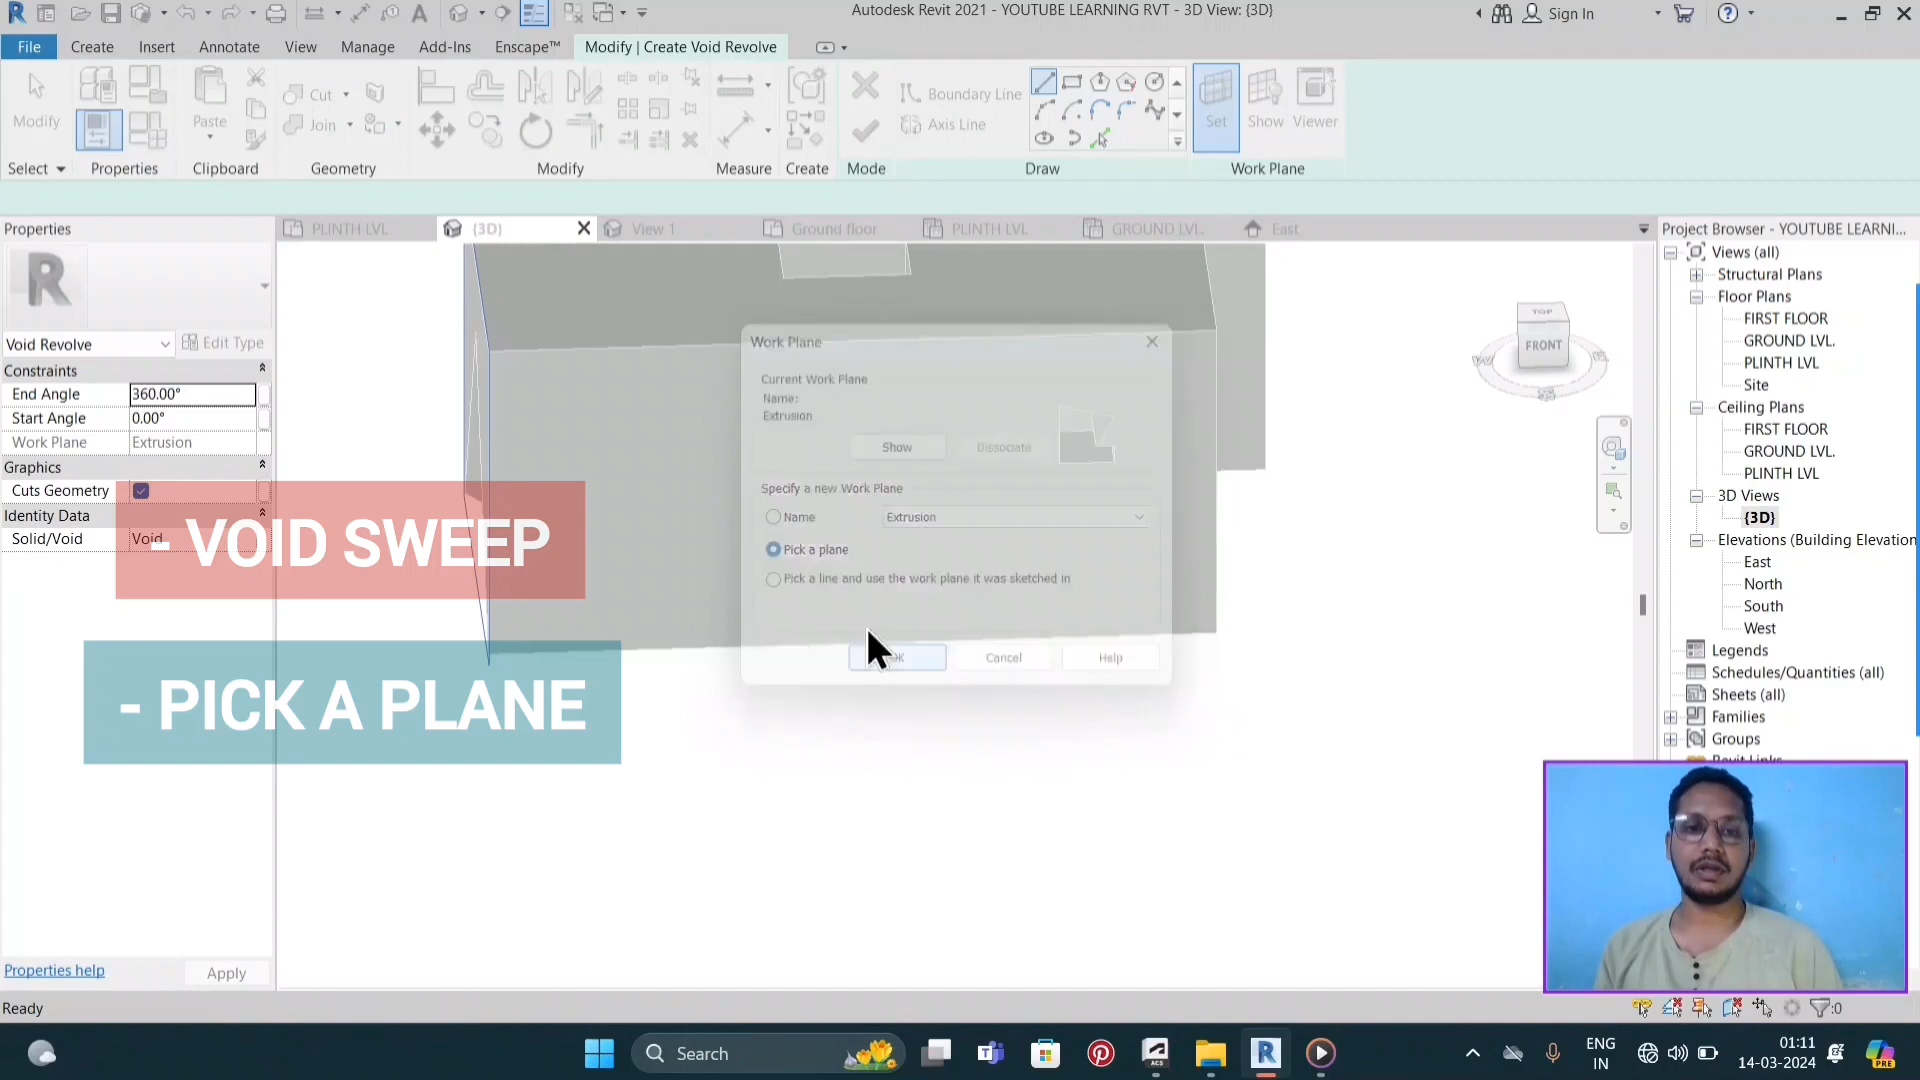 Autodesk Revit 2021 - YOUTUBE LEARNING RVT - 3D View: {3D}
Sign In
File
Create
Insert
Annotate
View
Manage
Add-Ins
Enscape™
Modify | Create Void Revolve
Modify
Paste
Cut
Join
Boundary Line
Axis Line
Set
Show
Viewer
Select
Properties
Clipboard
Geometry
Modify
Measure
Create
Mode
Draw
Work Plane
Properties
PLINTH LVL
{3D}
View 1
Ground floor
PLINTH LVL
GROUND LVL.
East
Project Browser - YOUTUBE LEARNI...
Void Revolve
Edit Type
Constraints
End Angle 360.00°
Start Angle 0.00°
Work Plane Extrusion
Graphics
Cuts Geometry
Identity Data
Solid/Void Void
- VOID SWEEP
- PICK A PLANE
Properties help
Apply
Ready
Work Plane
Current Work Plane
Name:
Extrusion
Show
Dissociate
Specify a new Work Plane
Name
Extrusion
Pick a plane
Pick a line and use the work plane it was sketched in
OK
Cancel
Help
TOP
FRONT
Views (all)
Structural Plans
Floor Plans
FIRST FLOOR
GROUND LVL.
PLINTH LVL
Site
Ceiling Plans
FIRST FLOOR
GROUND LVL.
PLINTH LVL
3D Views
{3D}
Elevations (Building Elevation
East
North
South
West
Legends
Schedules/Quantities (all)
Sheets (all)
Families
Groups
Revit Links
:0
Search
ENG
IN
01:11
14-03-2024